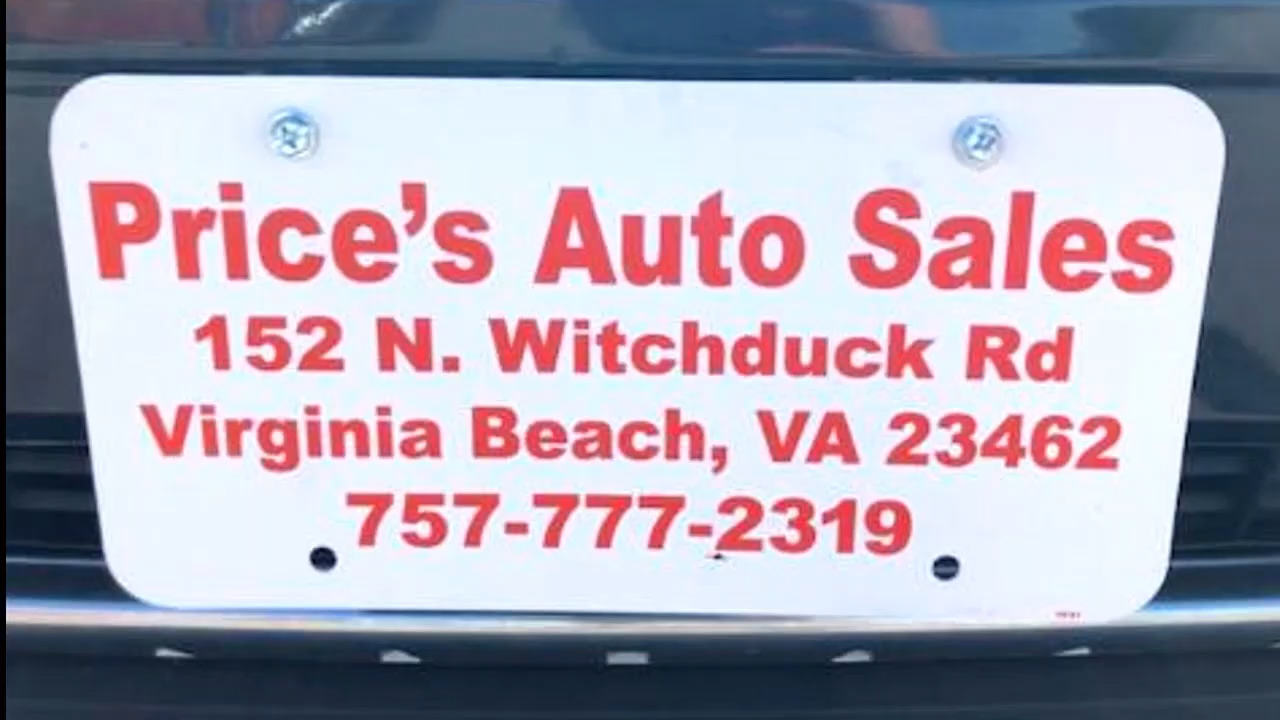 Price's Auto Sales
152 N. Witchduck Rd
Virginia Beach, VA 23462
757-777-2319